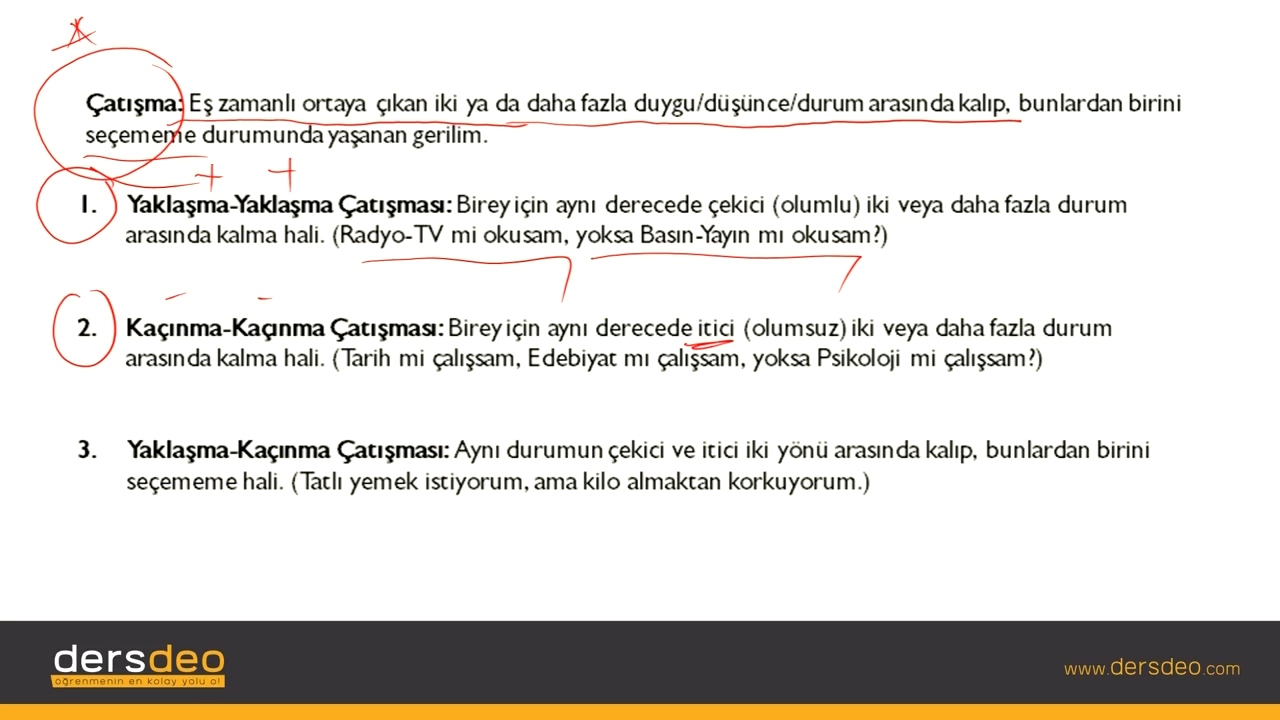 Çatışma: Eş zamanlı ortaya çıkan iki ya da daha fazla duygu/düşünce/durum arasında kalıp, bunlardan birini
seçememe durumunda yaşanan gerilim.
+ +
1. Yaklaşma-Yaklaşma Çatışması: Birey için aynı derecede çekici (olumlu) iki veya daha fazla durum
arasında kalma hali. (Radyo-TV mi okusam, yoksa Basın-Yayın mı okusam?)
- -
2. Kaçınma-Kaçınma Çatışması: Birey için aynı derecede itici (olumsuz) iki veya daha fazla durum
arasında kalma hali. (Tarih mi çalışsam, Edebiyat mı çalışsam, yoksa Psikoloji mi çalışsam?)
3. Yaklaşma-Kaçınma Çatışması: Aynı durumun çekici ve itici iki yönü arasında kalıp, bunlardan birini
seçememe hali. (Tatlı yemek istiyorum, ama kilo almaktan korkuyorum.)
dersdeo
öğrenmenin en kolay yolu o!
www.dersdeo.com